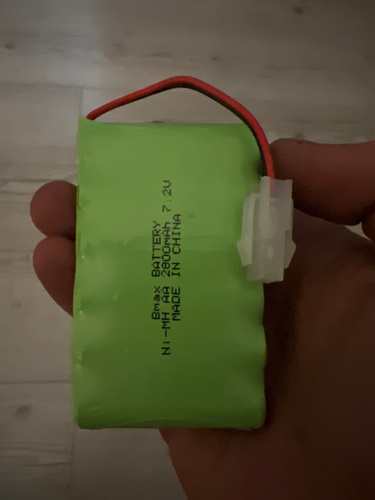 Bmax BATTERY
Ni-MH AA 2800mAh 7.2V
MADE IN CHINA